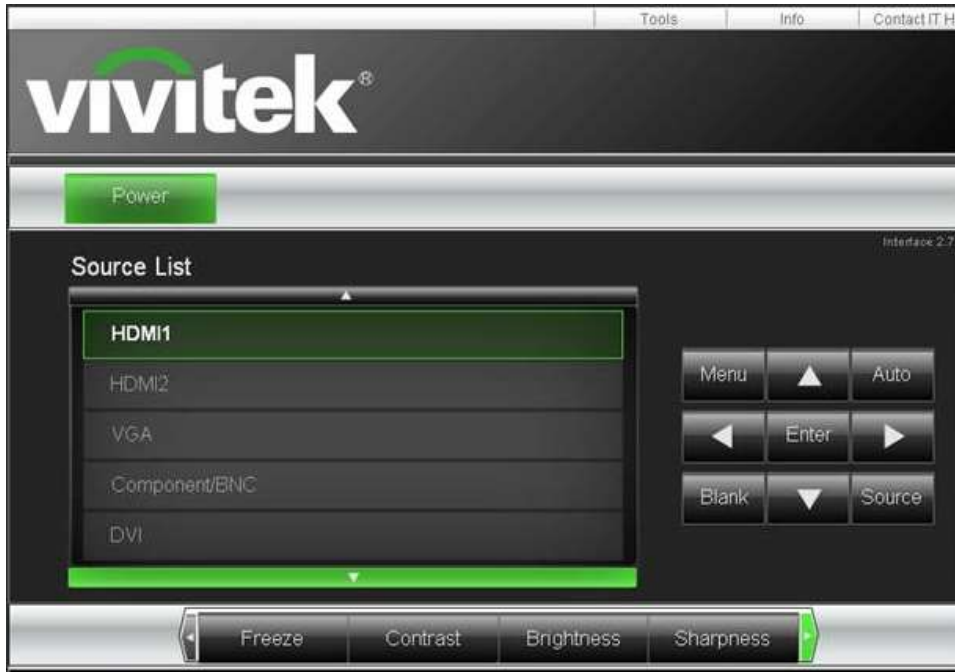 Tools Info Contact IT H
vivitek®
Power
Interface 2.7
Source List
HDMI1
HDMI2
VGA
Component/BNC
DVI
Menu Auto
Enter
Blank Source
Freeze Contrast Brightness Sharpness